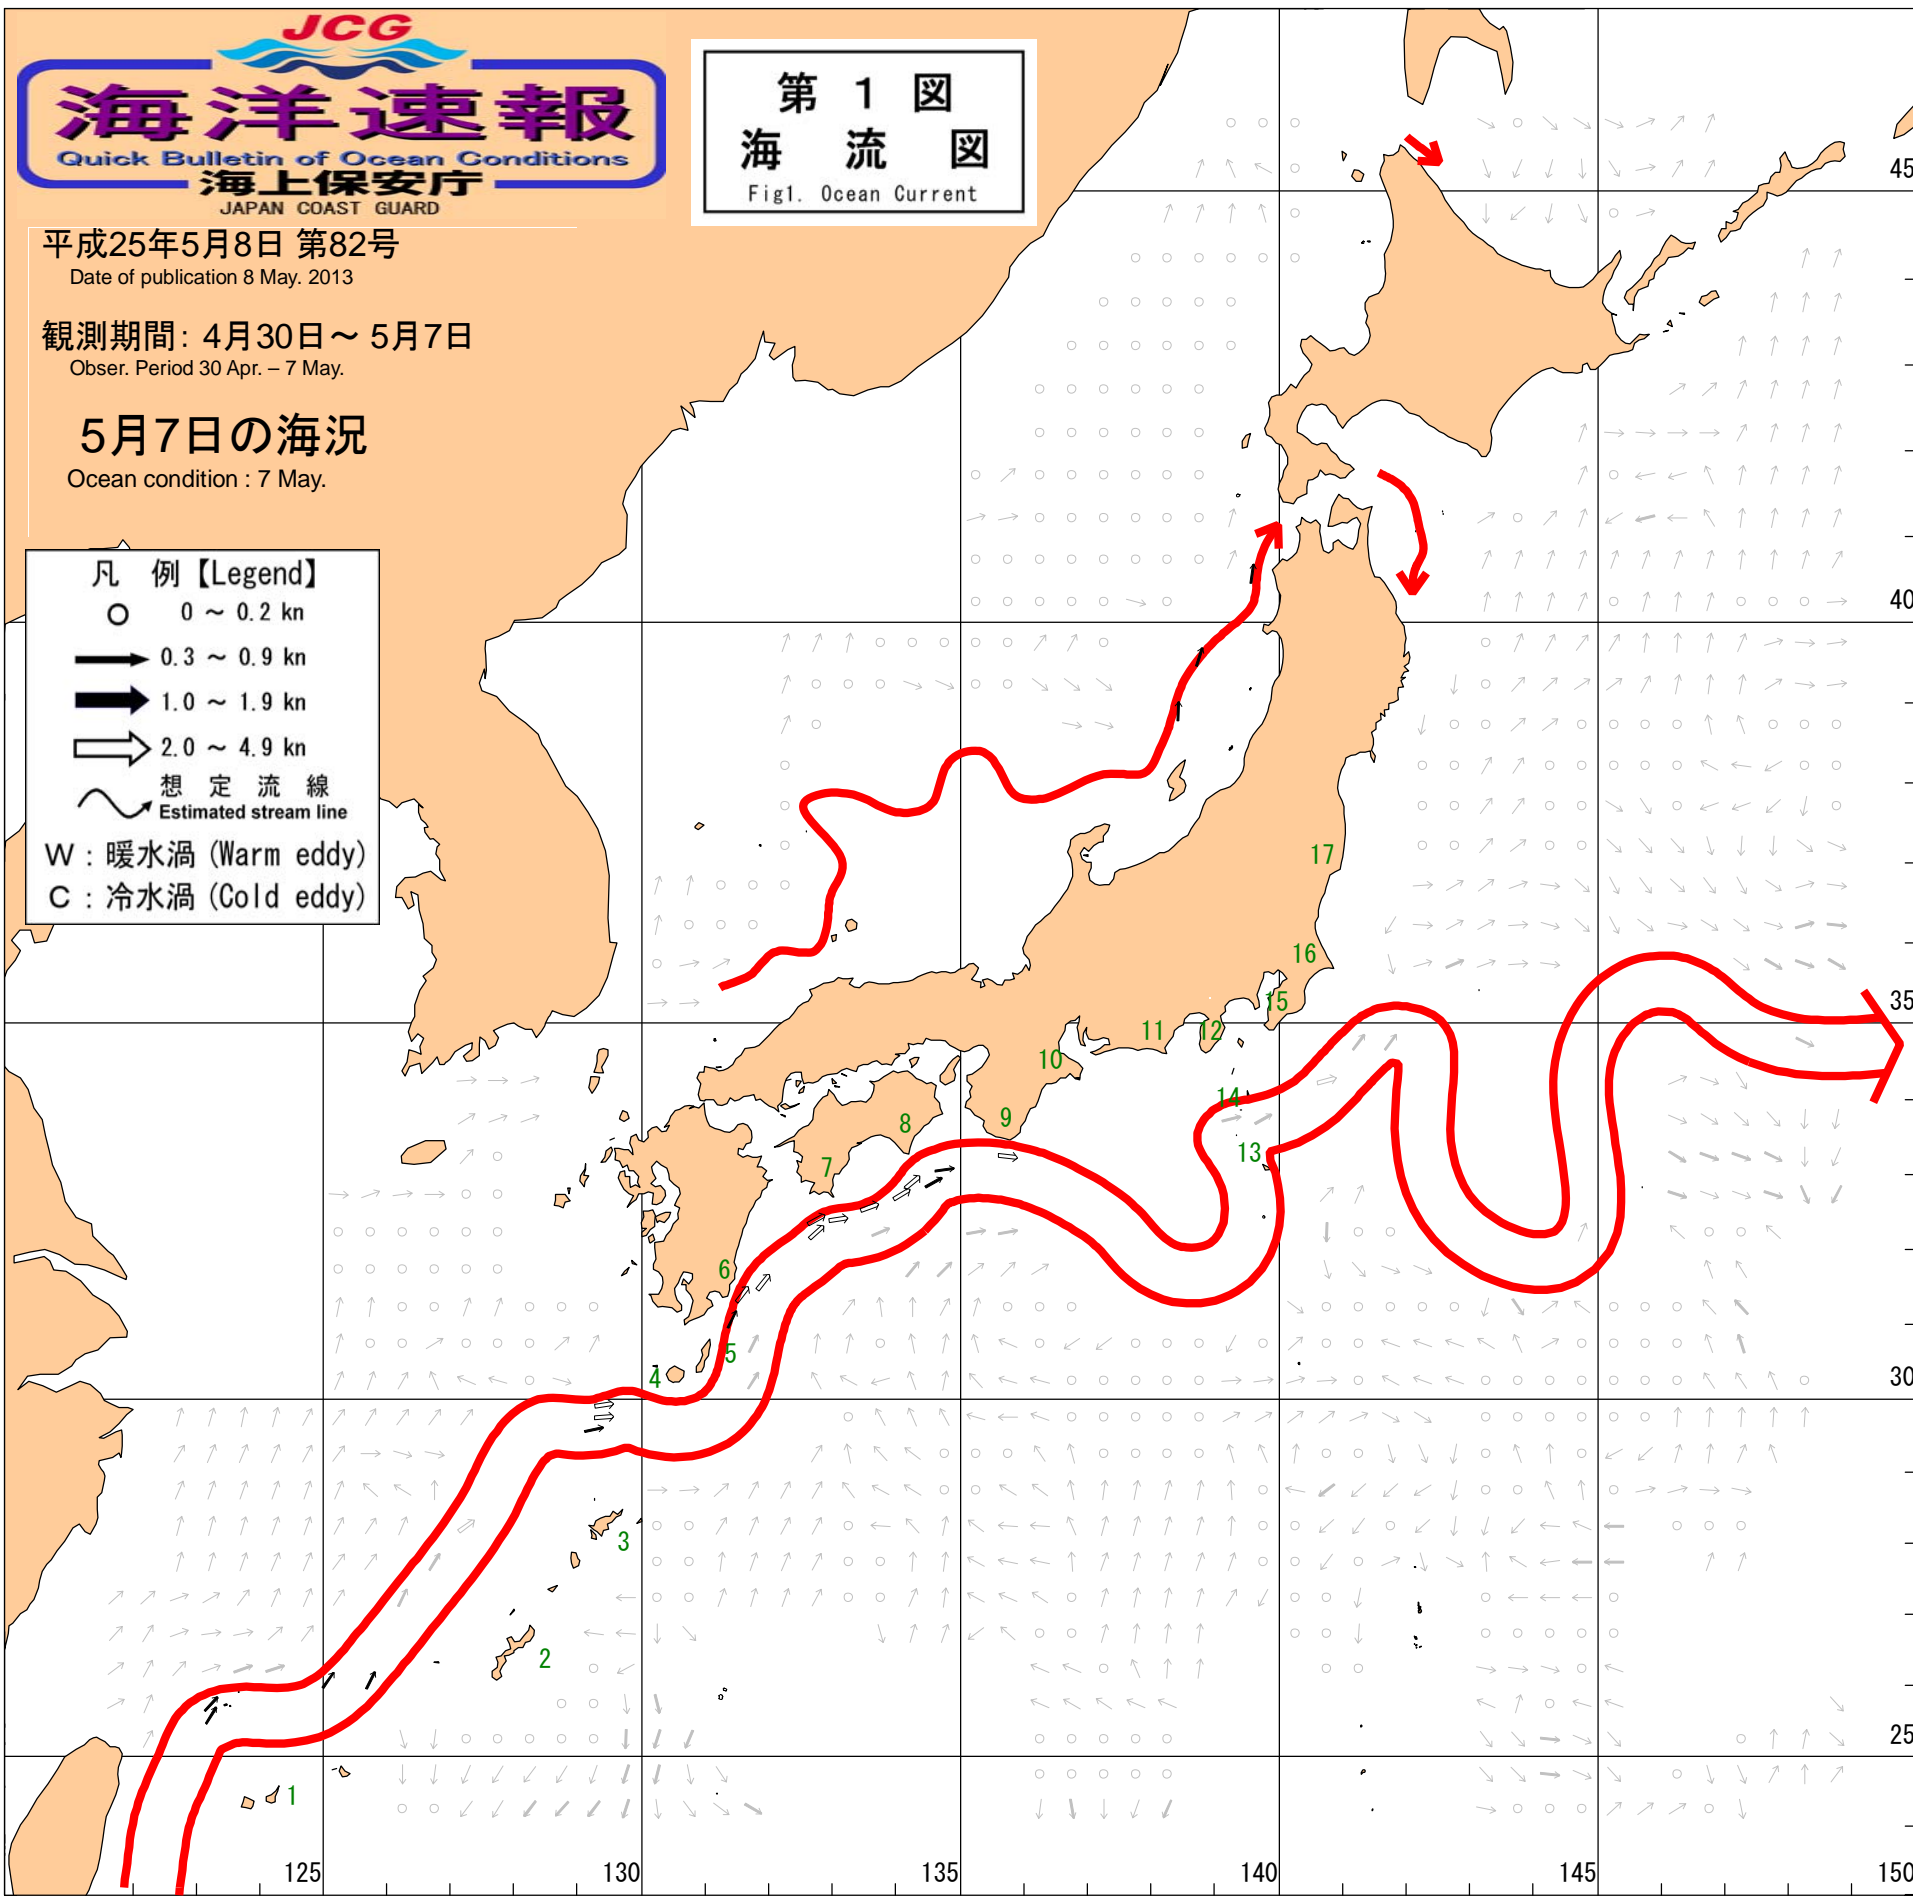 JCG
海洋速報
Quick Bulletin of Ocean Conditions
海上保安庁
JAPAN COAST GUARD
第 1 図
海 流 図
Fig1. Ocean Current
平成25年5月8日 第82号
Date of publication 8 May. 2013
観測期間: 4月30日～ 5月7日
Obser. Period 30 Apr. – 7 May.
5月7日の海況
Ocean condition : 7 May.
凡 例【Legend】
0 ～ 0.2 kn
0.3 ～ 0.9 kn
1.0 ～ 1.9 kn
2.0 ～ 4.9 kn
想 定 流 線
Estimated stream line
W : 暖水渦 (Warm eddy)
C : 冷水渦 (Cold eddy)
45
40
35
30
25
17
16
15
12
11
10
14
9
8
13
7
6
5
4
3
2
1
125
130
135
140
145
150